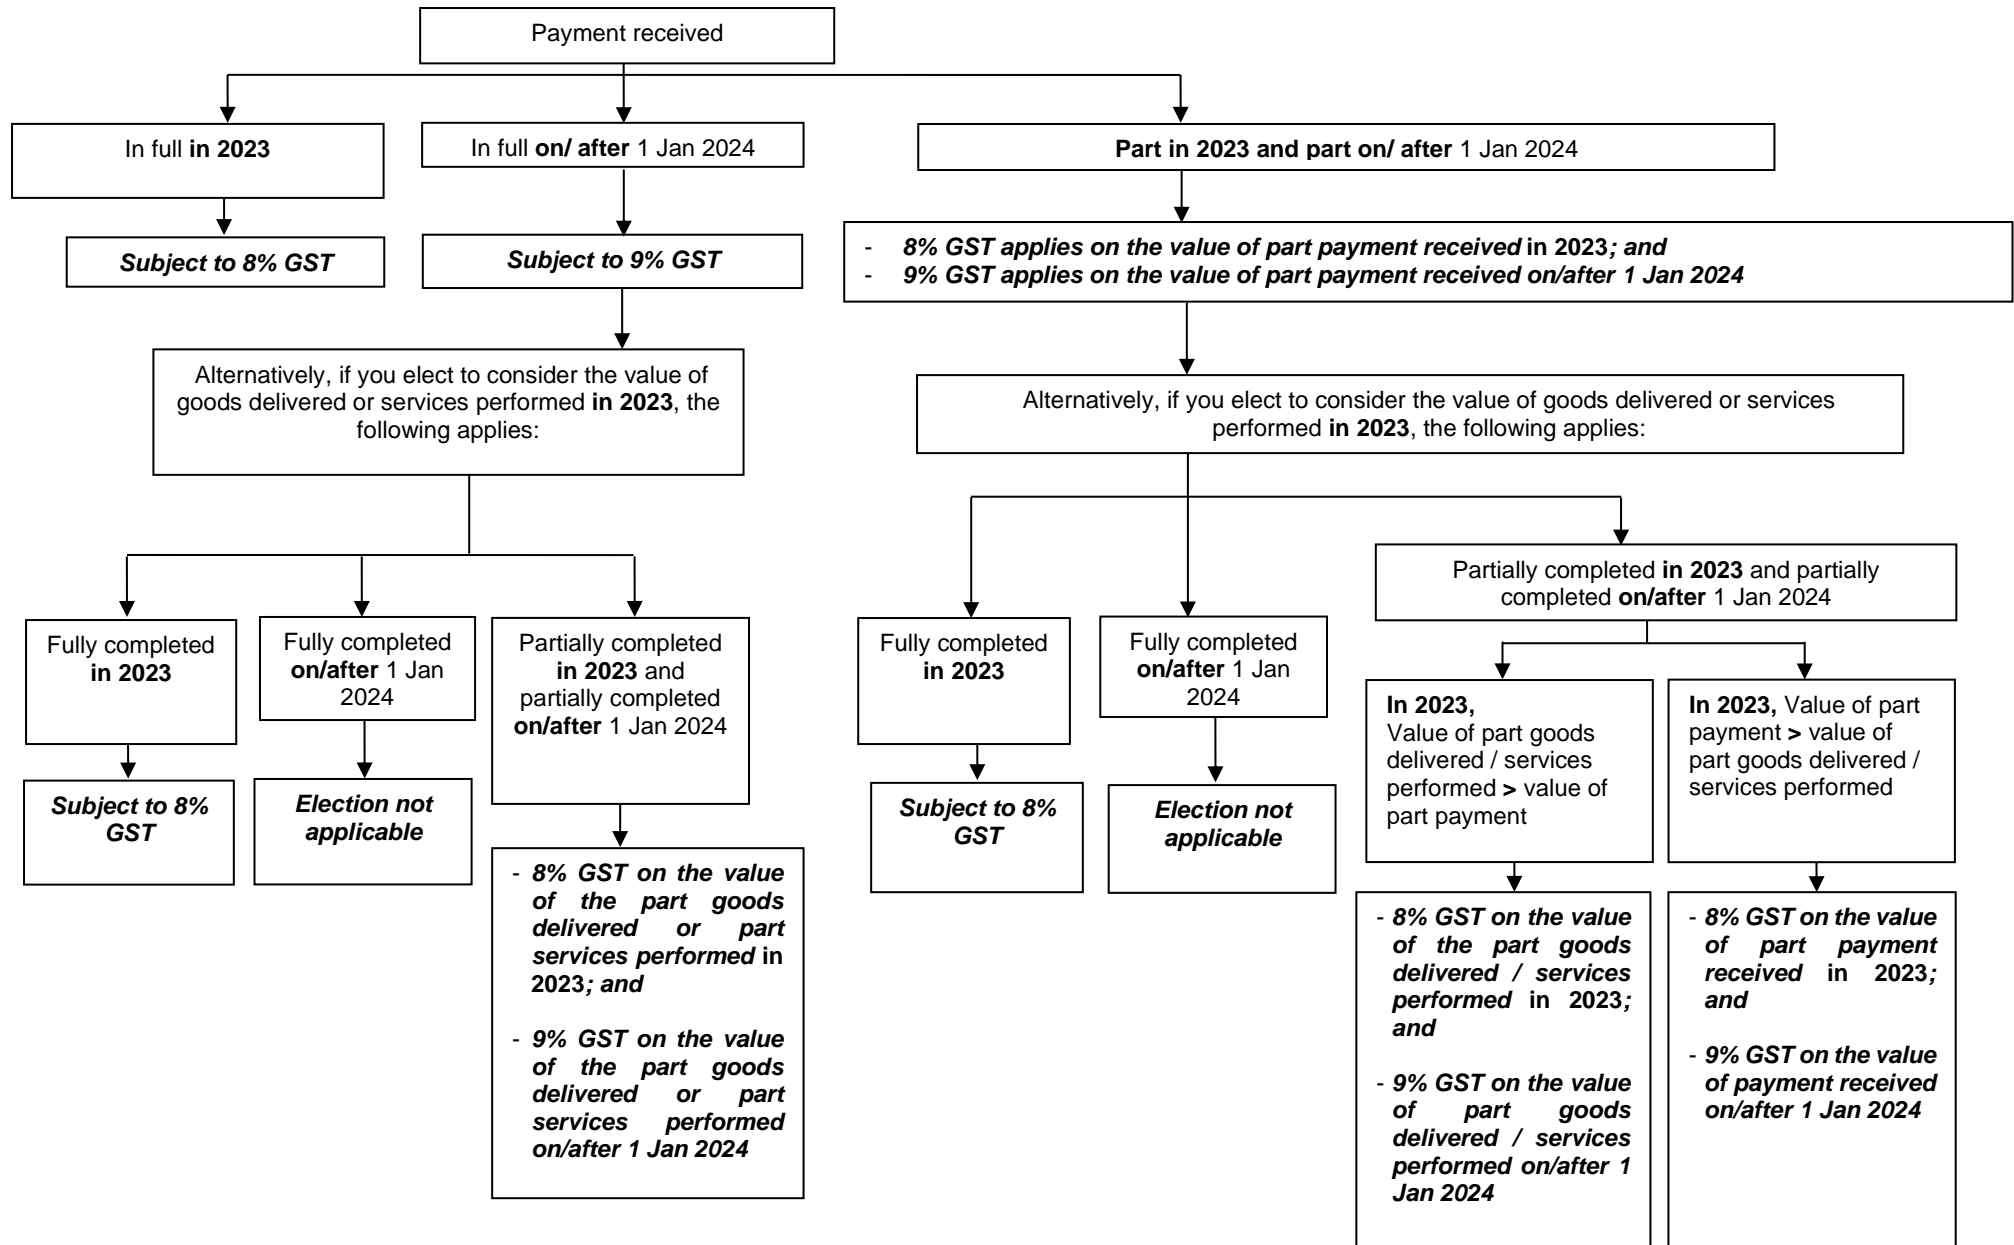 Payment received
In full in 2023
In full on/ after 1 Jan 2024
Part in 2023 and part on/ after 1 Jan 2024
Subject to 8% GST
Subject to 9% GST
- 8% GST applies on the value of part payment received in 2023; and
- 9% GST applies on the value of part payment received on/after 1 Jan 2024
Alternatively, if you elect to consider the value of
goods delivered or services performed in 2023, the
following applies:
Alternatively, if you elect to consider the value of goods delivered or services
performed in 2023, the following applies:
Fully completed
in 2023
Fully completed
on/after 1 Jan
2024
Partially completed
in 2023 and
partially completed
on/after 1 Jan 2024
Subject to 8%
GST
Election not
applicable
- 8% GST on the value
of the part goods
delivered or part
services performed in
2023; and
- 9% GST on the value
of the part goods
delivered or part
services performed
on/after 1 Jan 2024
Fully completed
in 2023
Fully completed
on/after 1 Jan
2024
Partially completed in 2023 and partially
completed on/after 1 Jan 2024
Subject to 8%
GST
Election not
applicable
In 2023,
Value of part goods
delivered / services
performed > value of
part payment
In 2023, Value of part
payment > value of
part goods delivered /
services performed
- 8% GST on the value
of the part goods
delivered / services
performed in 2023;
and
- 9% GST on the value
of part goods
delivered / services
performed on/after 1
Jan 2024
- 8% GST on the value
of part payment
received in 2023;
and
- 9% GST on the value
of payment received
on/after 1 Jan 2024